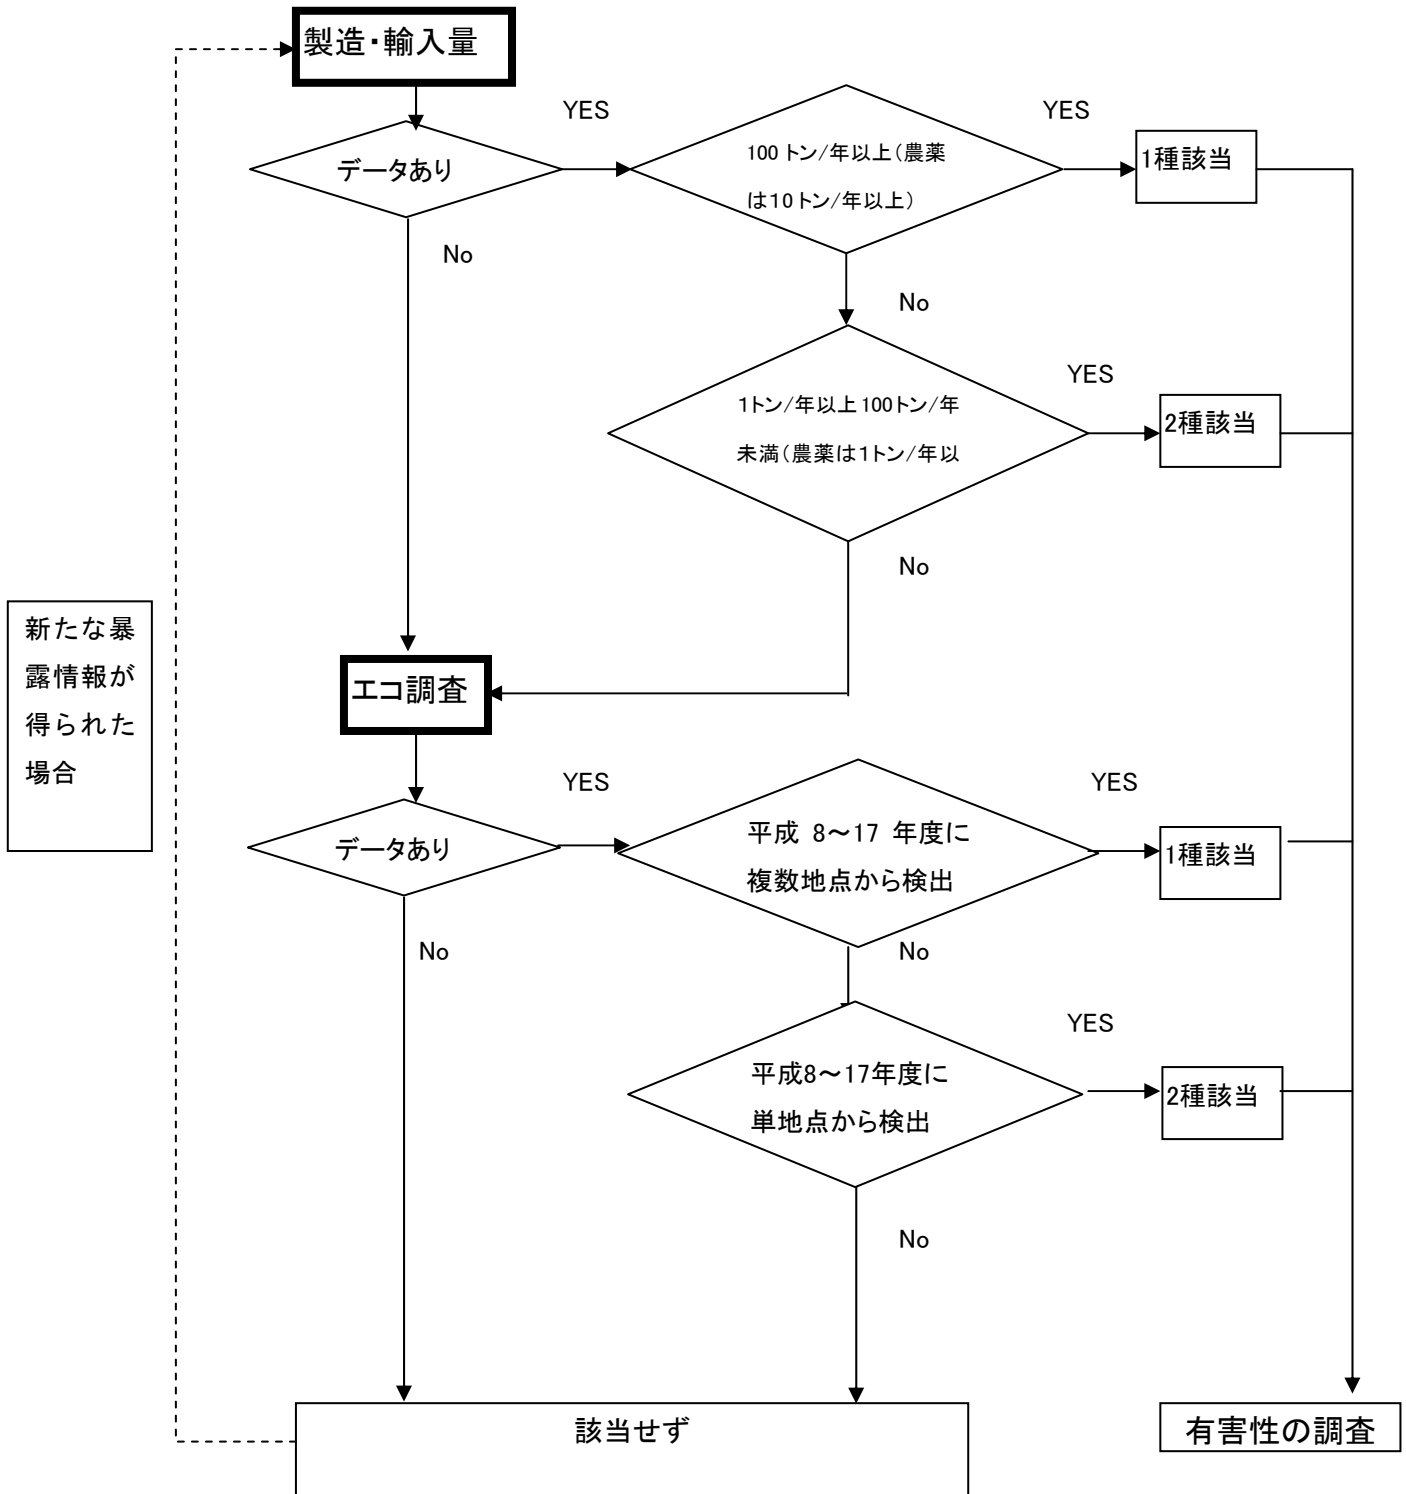 製造・輸入量
YES
YES
データあり
100トン/年以上(農薬
は10トン/年以上)
1種該当
No
No
YES
1トン/年以上100トン/年
未満(農薬は1トン/年以
2種該当
No
新たな暴
露情報が
得られた
場合
エコ調査
YES
YES
データあり
平成 8～17 年度に
複数地点から検出
1種該当
No
No
YES
平成8～17年度に
単地点から検出
2種該当
No
該当せず
有害性の調査